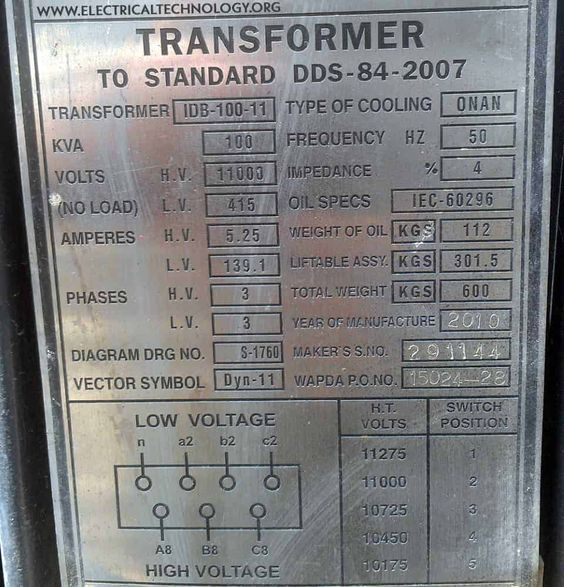 WWW.ELECTRICALTECHNOLOGY.ORG
TRANSFORMER
TO STANDARD DDS-84-2007
TRANSFORMER IDB-100-11 TYPE OF COOLING ONAN
KVA 100 FREQUENCY HZ 50
VOLTS H.V. 11000 IMPEDANCE % 4
(NO LOAD) L.V. 415 OIL SPECS IEC-60296
AMPERES H.V. 5.25 WEIGHT OF OIL KGS 112
L.V. 139.1 LIFTABLE ASSY. KGS 301.5
PHASES H.V. 3 TOTAL WEIGHT KGS 600
L.V. 3 YEAR OF MANUFACTURE 2010
DIAGRAM DRG NO. S-1760 MAKER'S S.NO. 291144
VECTOR SYMBOL Dyn-11 WAPDA P.O.NO. 15024-28
LOW VOLTAGE
n a2 b2 c2
A8 B8 C8
HIGH VOLTAGE
H.T. VOLTS SWITCH POSITION
11275 1
11000 2
10725 3
10450 4
10175 5